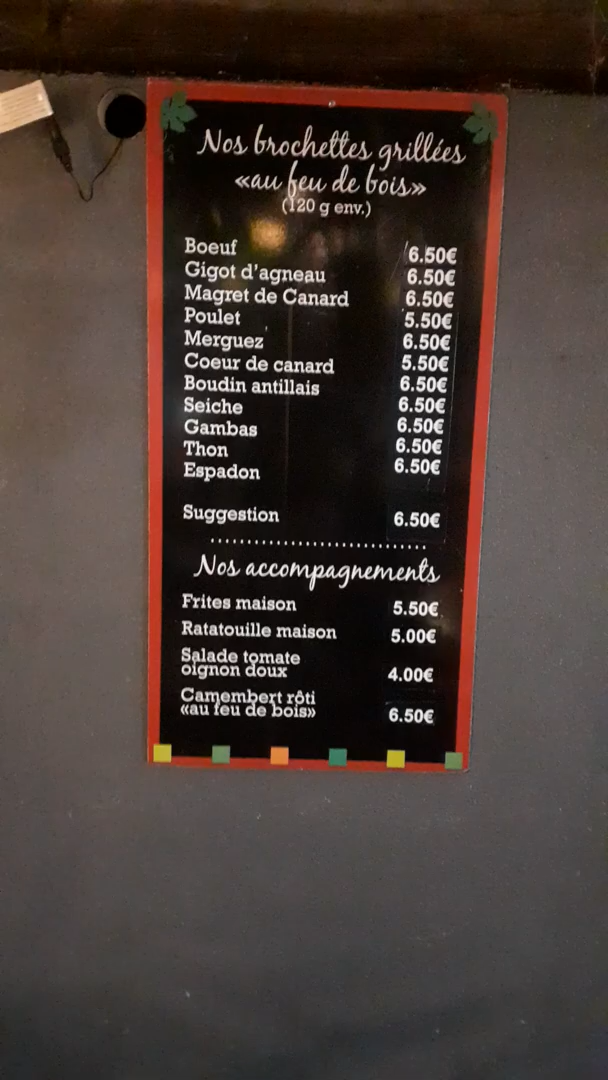 Nos brochettes grillées
«au feu de bois»
(120 g env.)
Boeuf 6.50€
Gigot d'agneau 6.50€
Magret de Canard 6.50€
Poulet 5.50€
Merguez 6.50€
Coeur de canard 5.50€
Boudin antillais 6.50€
Seiche 6.50€
Gambas 6.50€
Thon 6.50€
Espadon 6.50€
Suggestion 6.50€
Nos accompagnements
Frites maison 5.50€
Ratatouille maison 5.00€
Salade tomate
oignon doux 4.00€
Camembert rôti
«au feu de bois» 6.50€